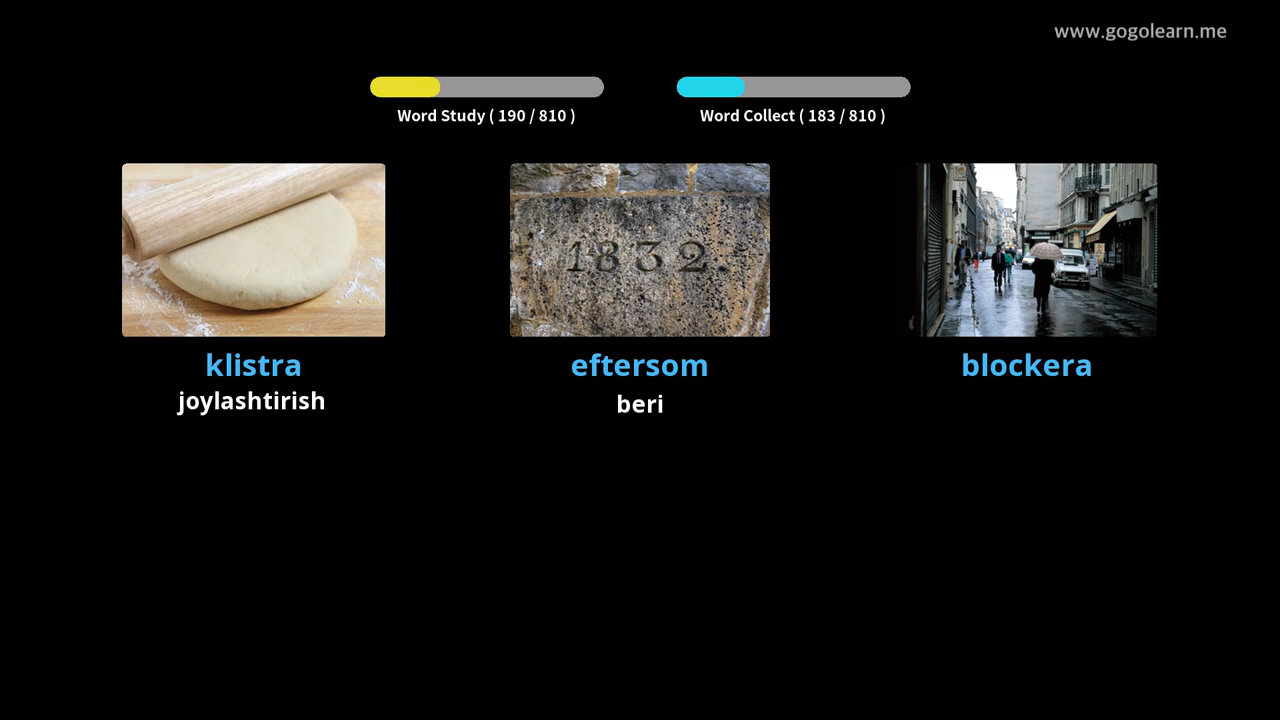 www.gogolearn.me
Word Study ( 190 / 810 )
Word Collect ( 183 / 810 )
1832.
klistra
joylashtirish
eftersom
beri
blockera